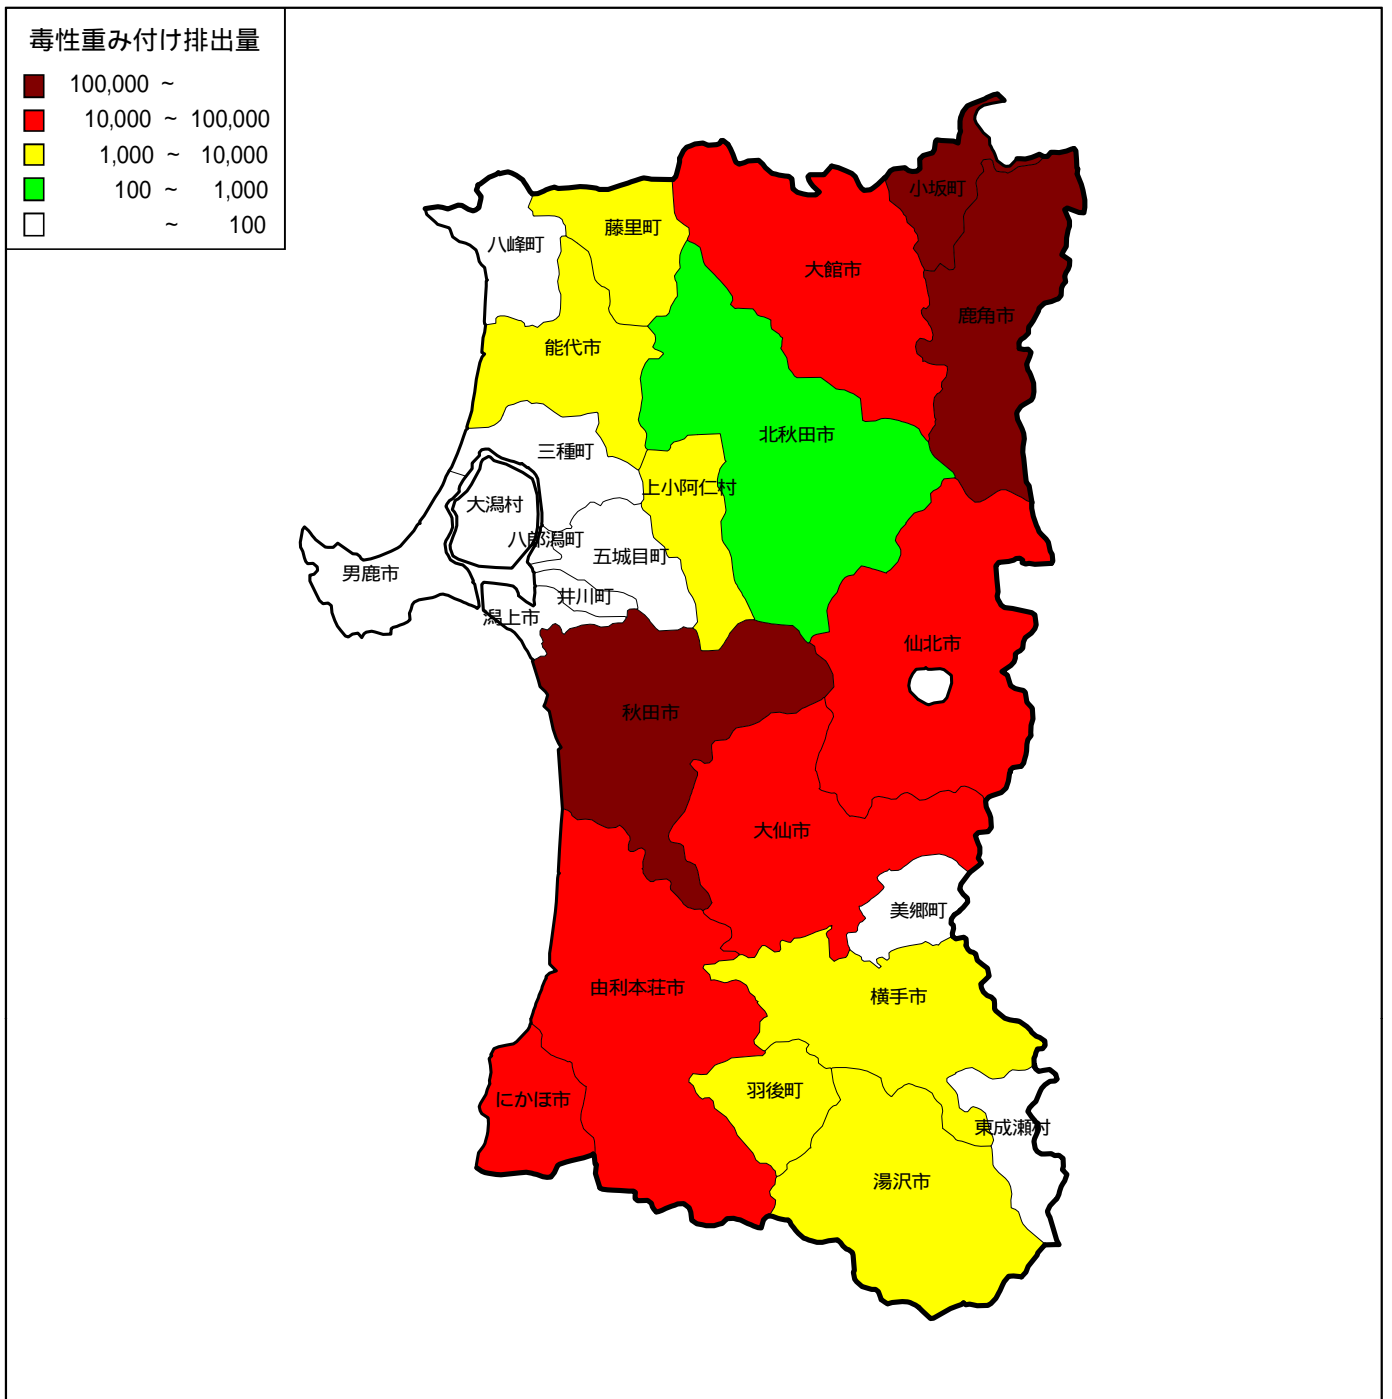 毒性重み付け排出量
100,000 ~
10,000 ~ 100,000
1,000 ~ 10,000
100 ~ 1,000
~ 100
小坂町
藤里町
八峰町
大館市
鹿角市
能代市
北秋田市
三種町
上小阿仁村
大潟村
八郎潟町
五城目町
男鹿市
井川町
潟上市
仙北市
秋田市
大仙市
美郷町
由利本荘市
横手市
羽後町
にかほ市
東成瀬村
湯沢市